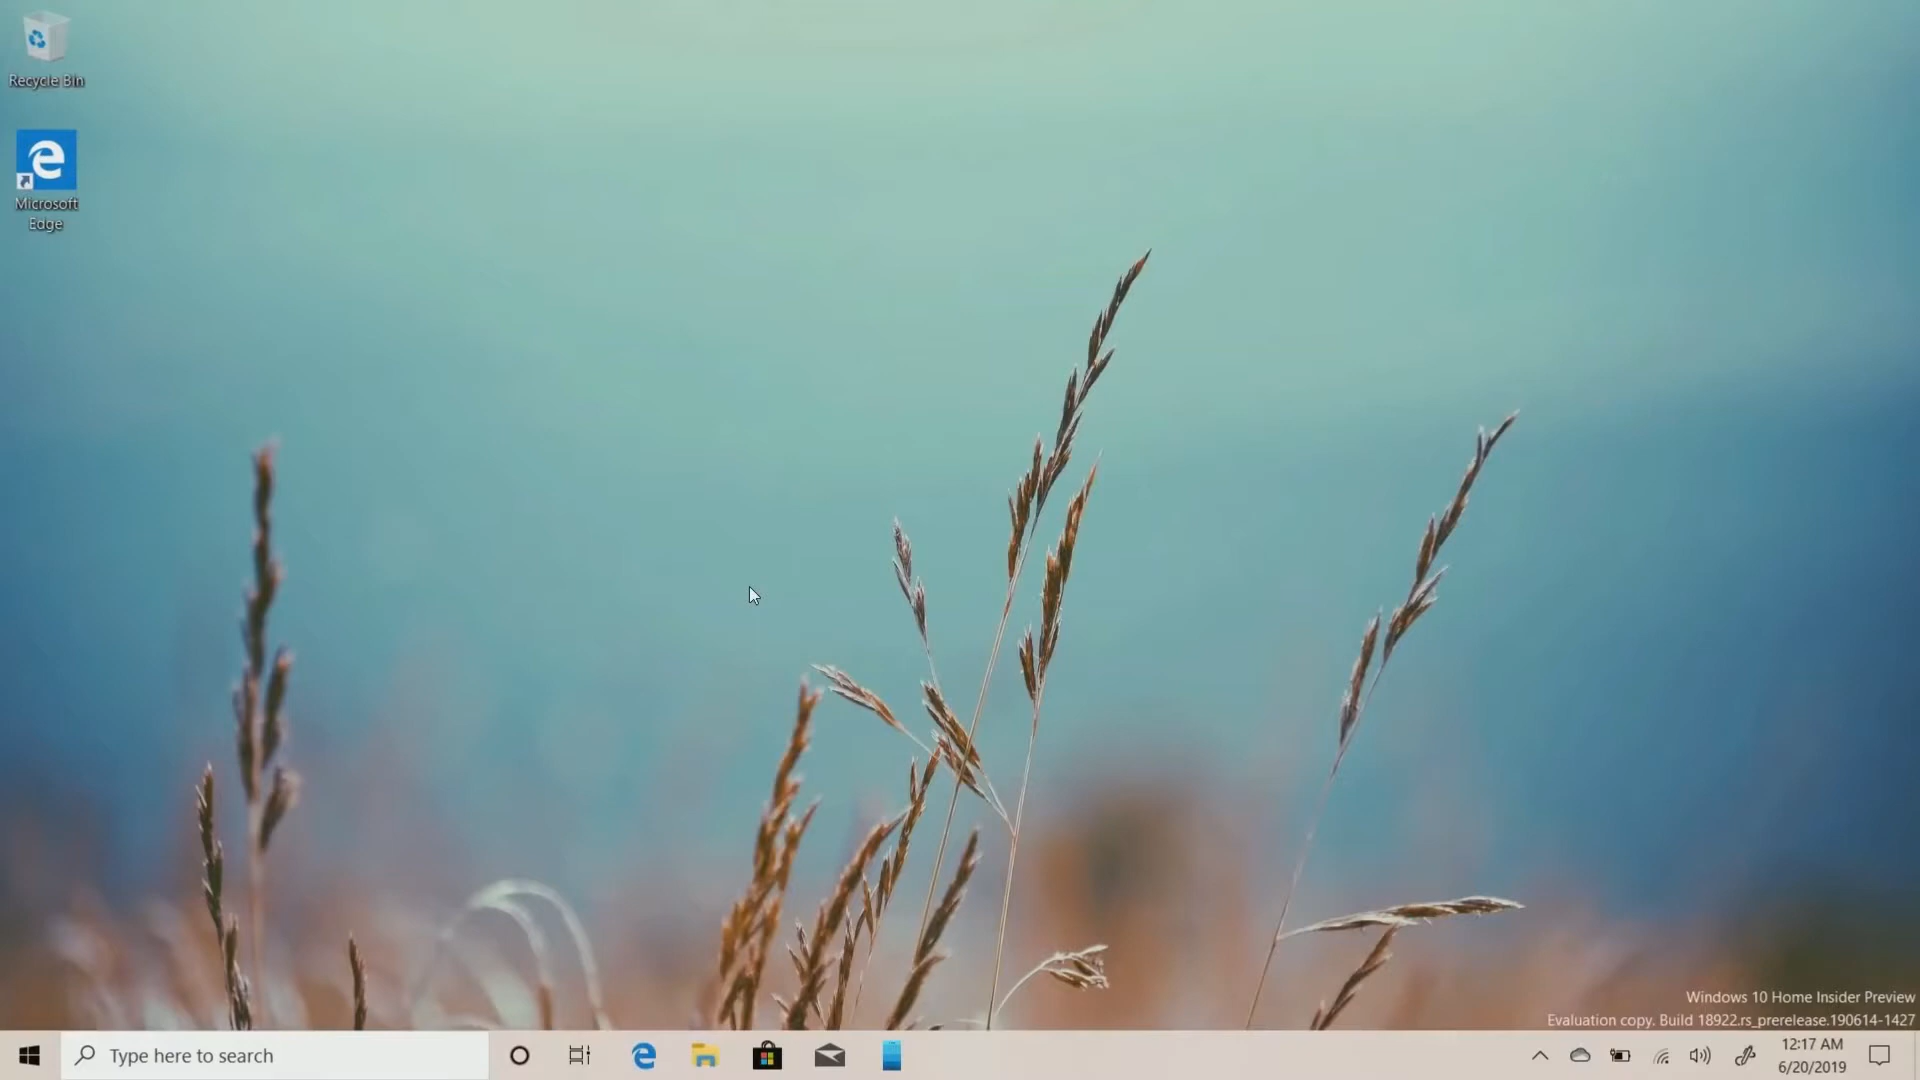 Recycle Bin
Microsoft
Edge
Windows 10 Home Insider Preview
Evaluation copy. Build 18922.rs_prerelease.190614-1427
Type here to search
12:17 AM
6/20/2019